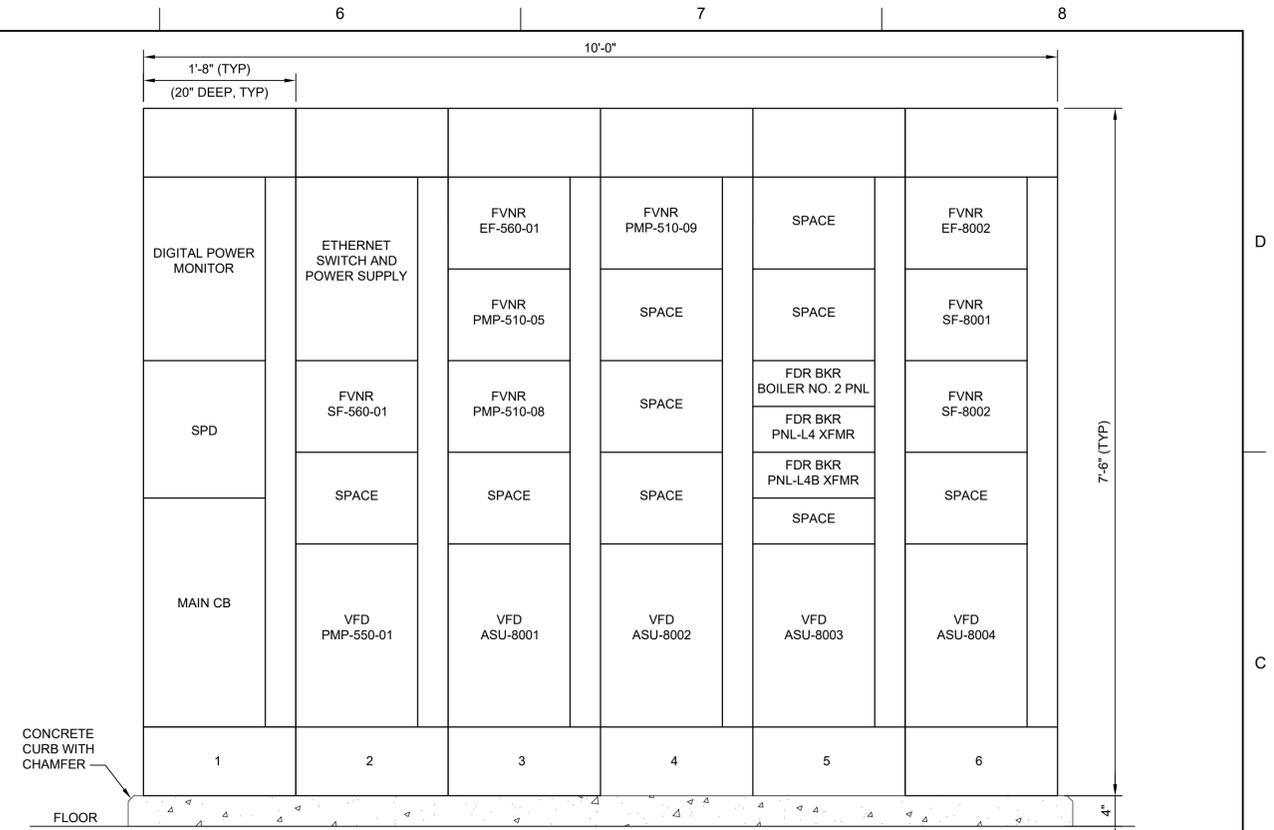 6
7
8
10'-0"
1'-8" (TYP)
(20" DEEP, TYP)
DIGITAL POWER
MONITOR
SPD
MAIN CB
1
ETHERNET
SWITCH AND
POWER SUPPLY
FVNR
SF-560-01
SPACE
VFD
PMP-550-01
2
FVNR
EF-560-01
FVNR
PMP-510-05
FVNR
PMP-510-08
SPACE
VFD
ASU-8001
3
FVNR
PMP-510-09
SPACE
SPACE
SPACE
VFD
ASU-8002
4
SPACE
SPACE
FDR BKR
BOILER NO. 2 PNL
FDR BKR
PNL-L4 XFMR
FDR BKR
PNL-L4B XFMR
SPACE
VFD
ASU-8003
5
FVNR
EF-8002
FVNR
SF-8001
FVNR
SF-8002
SPACE
VFD
ASU-8004
6
7'-6" (TYP)
4"
D
C
CONCRETE
CURB WITH
CHAMFER
FLOOR